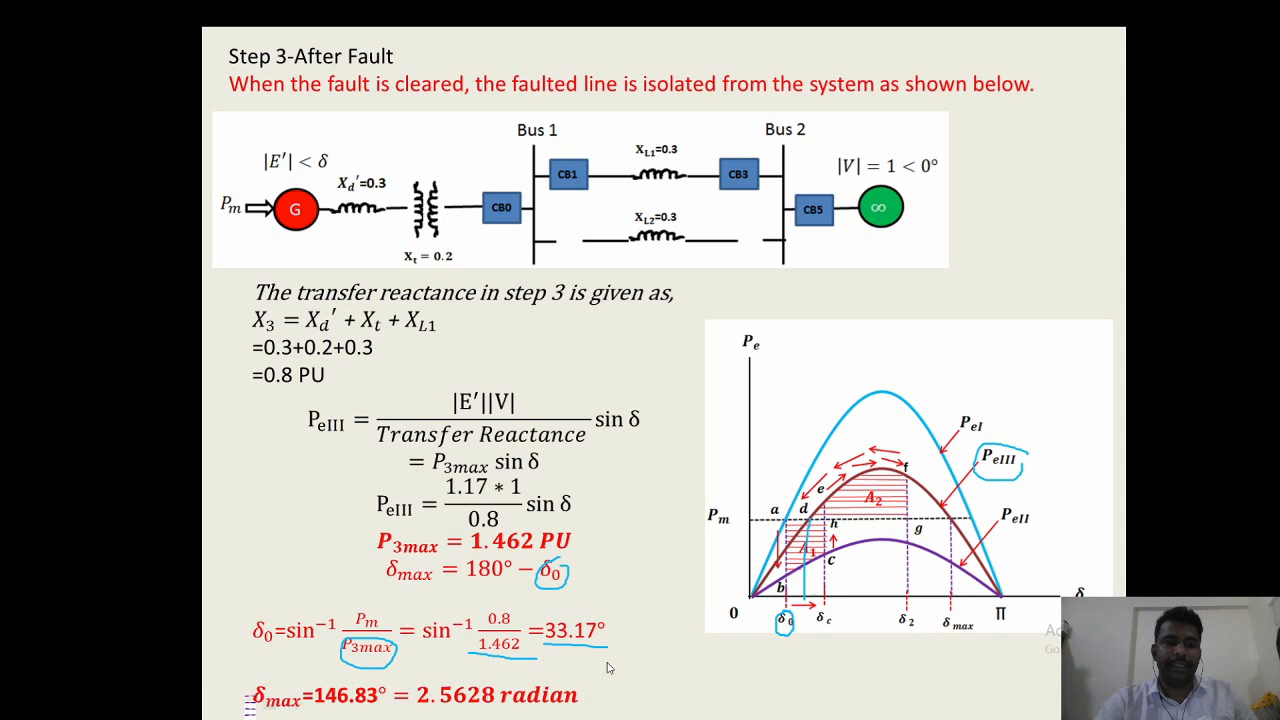 Step 3-After Fault
When the fault is cleared, the faulted line is isolated from the system as shown below.
Bus 1
Bus 2
|E′| < δ
X_L1=0.3
|V| = 1 < 0°
X_d′=0.3
CB1
CB3
P_m
G
CB0
CB5
∞
X_L2=0.3
X_t = 0.2
The transfer reactance in step 3 is given as,
X_3 = X_d′ + X_t + X_L1
=0.3+0.2+0.3
=0.8 PU
P_eIII = |E′||V| / Transfer Reactance sin δ
= P_3max sin δ
P_eIII = 1.17 * 1 / 0.8 sin δ
P_3max = 1.462 PU
δ_max = 180° − δ_0
δ_0=sin⁻¹ P_m / P_3max = sin⁻¹ 0.8 / 1.462 =33.17°
δ_max=146.83° = 2.5628 radian
P_e
P_eI
P_eIII
f
e
A_2
a
d
P_m
h
g
P_eII
A_1
c
b
0
δ_0
δ_c
δ_2
δ_max
Π
δ